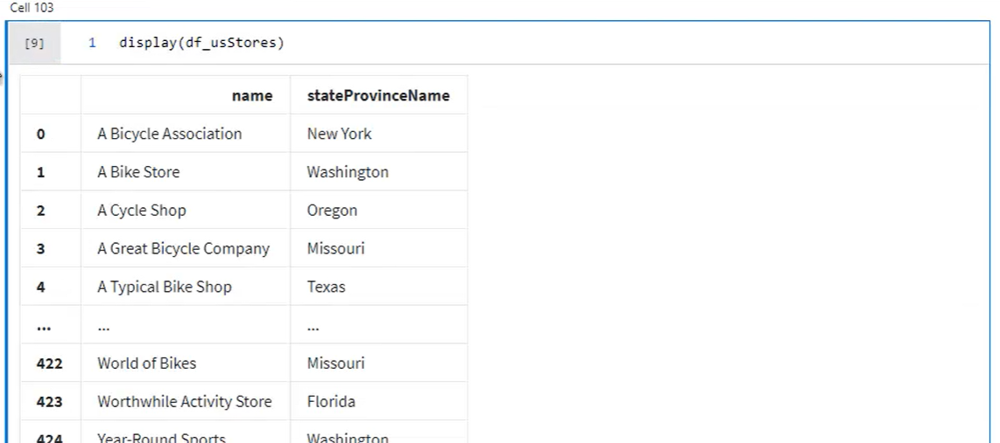 Cell 103
[9] 1 display(df_usStores)
name stateProvinceName
0 A Bicycle Association New York
1 A Bike Store Washington
2 A Cycle Shop Oregon
3 A Great Bicycle Company Missouri
4 A Typical Bike Shop Texas
... ... ...
422 World of Bikes Missouri
423 Worthwhile Activity Store Florida
424 Year-Round Sports Washington